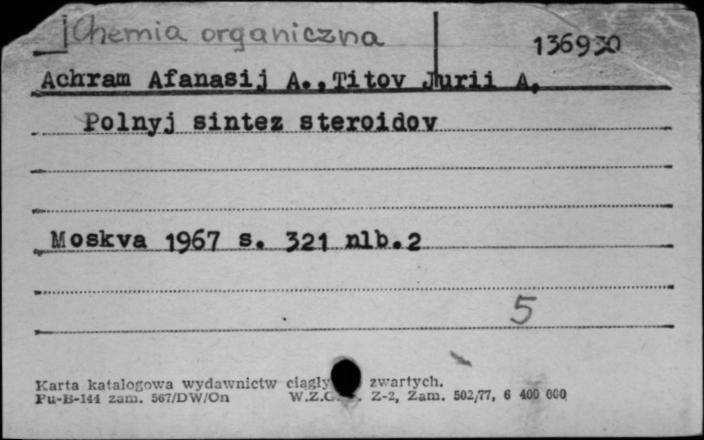 Chemia organiczna
136930
Achram Afanasij A., Titov Jurii A.
Polnyj sintez steroidov
Moskva 1967 s. 321 nlb.2
5
Karta katalogowa wydawnictw ciągły zwartych.
Pu-B-144 zam. 567/DW/On W.Z.G. Z-2, Zam. 502/77, 6 400 000